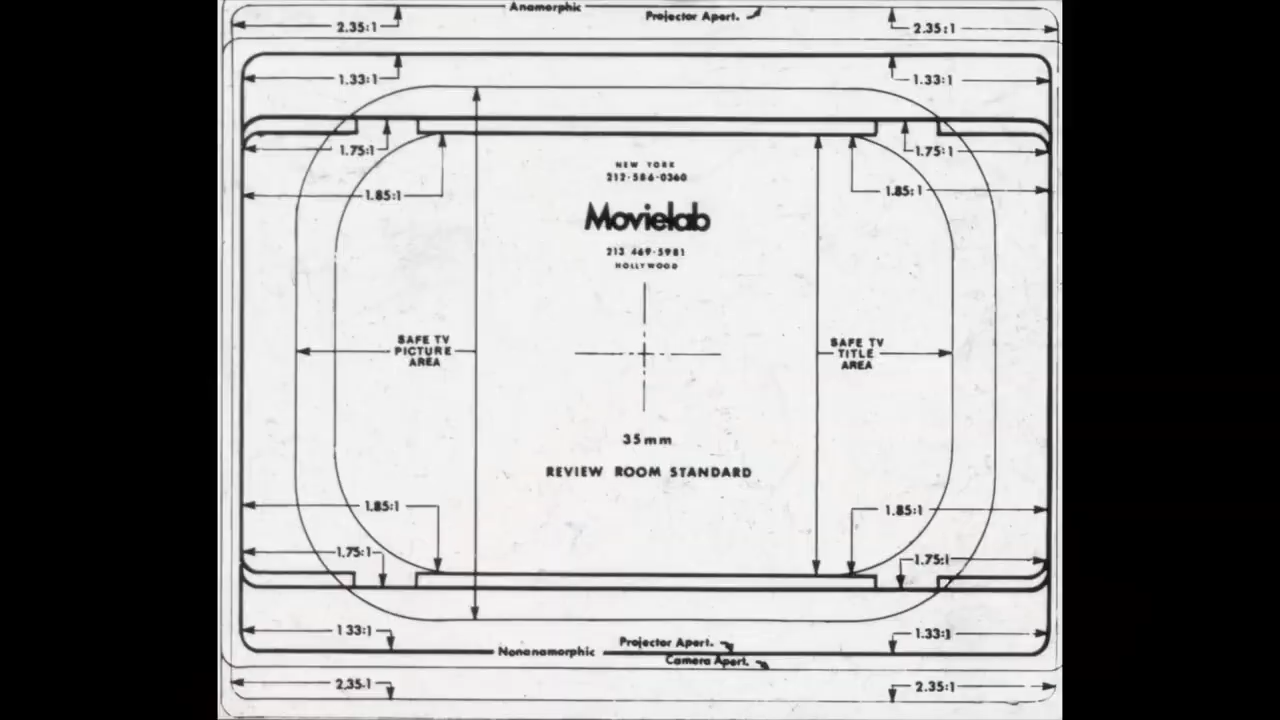 Anamorphic
Projector Apert.
2.35:1 2.35:1
1.33:1 1.33:1
1.75:1 1.75:1
1.85:1 1.85:1
NEW YORK
212-586-0360
Movielab
213 469-5981
HOLLYWOOD
SAFE TV
PICTURE
AREA
SAFE TV
TITLE
AREA
35mm
REVIEW ROOM STANDARD
1.85:1 1.85:1
1.75:1 1.75:1
1.33:1 1.33:1
Nonanamorphic
Projector Apert.
Camera Apert.
2.35:1 2.35:1